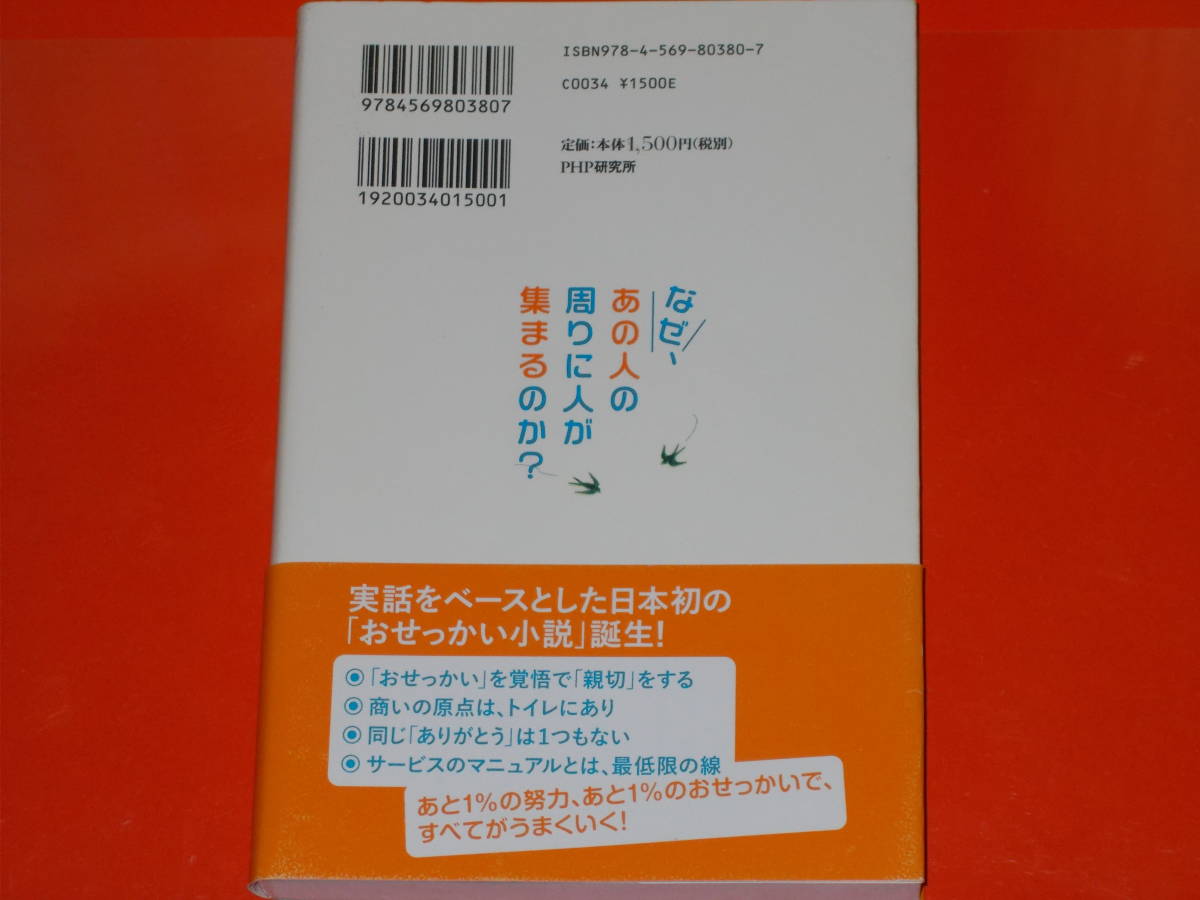 ISBN978-4-569-80380-7
C0034 ¥1500E
9784569803807
定価:本体1,500円(税別)
PHP研究所
1920034015001
なぜ、
あの人の
周りに人が
集まるのか?
実話をベースとした日本初の
「おせっかい小説」誕生!
◉「おせっかい」を覚悟で「親切」をする
◉ 商いの原点は、トイレにあり
◉ 同じ「ありがとう」は1つもない
◉ サービスのマニュアルとは、最低限の線
あと1%の努力、あと1%のおせっかいで、
すべてがうまくいく!